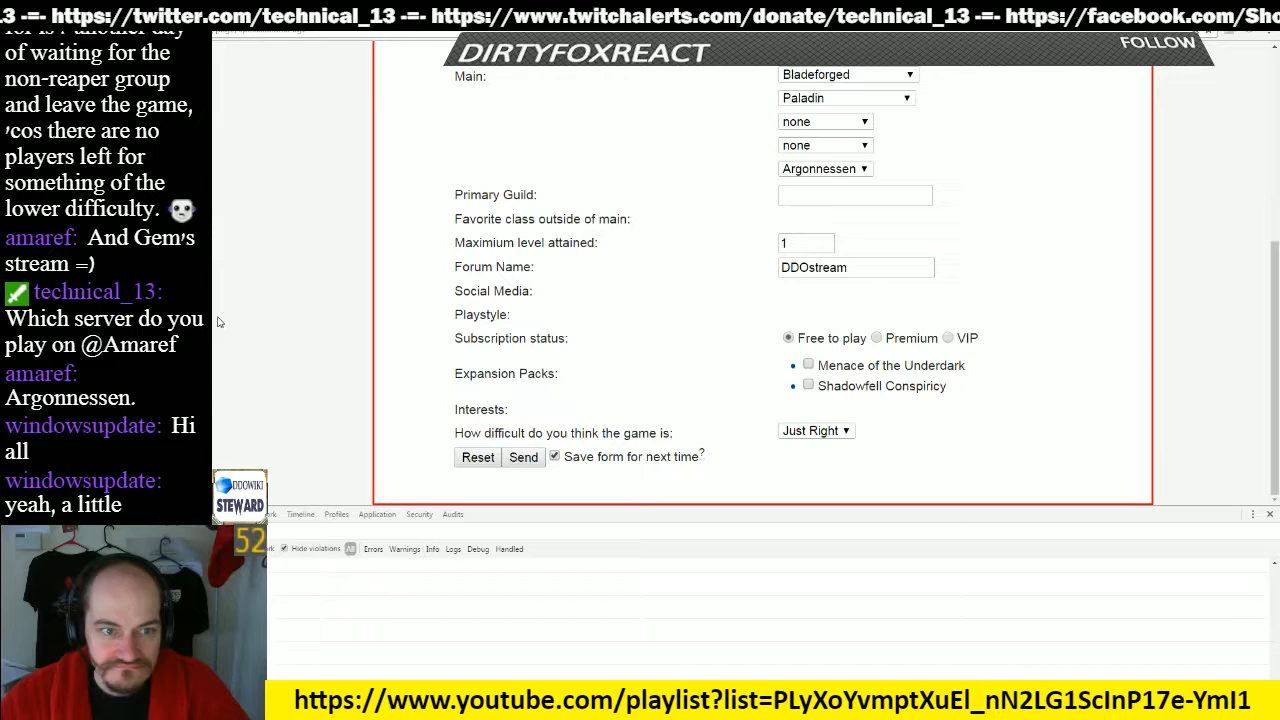 3 -=- https://twitter.com/technical_13 -=- https://www.twitchalerts.com/donate/technical_13 -=- https://facebook.com/Sho
for is? another day
of waiting for the
non-reaper group
and leave the game,
'cos there are no
players left for
something of the
lower difficulty.
amaref: And Gem's
stream =)
technical_13:
Which server do you
play on @Amaref
amaref:
Argonnessen.
windowsupdate: Hi
all
windowsupdate:
yeah, a little
DDOWIKI
STEWARD
52
DIRTYFOXREACT
FOLLOW
Main:
Bladeforged
Paladin
none
none
Argonnessen
Primary Guild:
Favorite class outside of main:
Maximum level attained: 1
Forum Name: DDOstream
Social Media:
Playstyle:
Subscription status: Free to play Premium VIP
Expansion Packs:
• Menace of the Underdark
• Shadowfell Conspiricy
Interests:
How difficult do you think the game is: Just Right
Reset Send Save form for next time?
Timeline Profiles Application Security Audits
Hide violations All Errors Warnings Info Logs Debug Handled
https://www.youtube.com/playlist?list=PLyXoYvmptXuEl_nN2LG1ScInP17e-YmI1